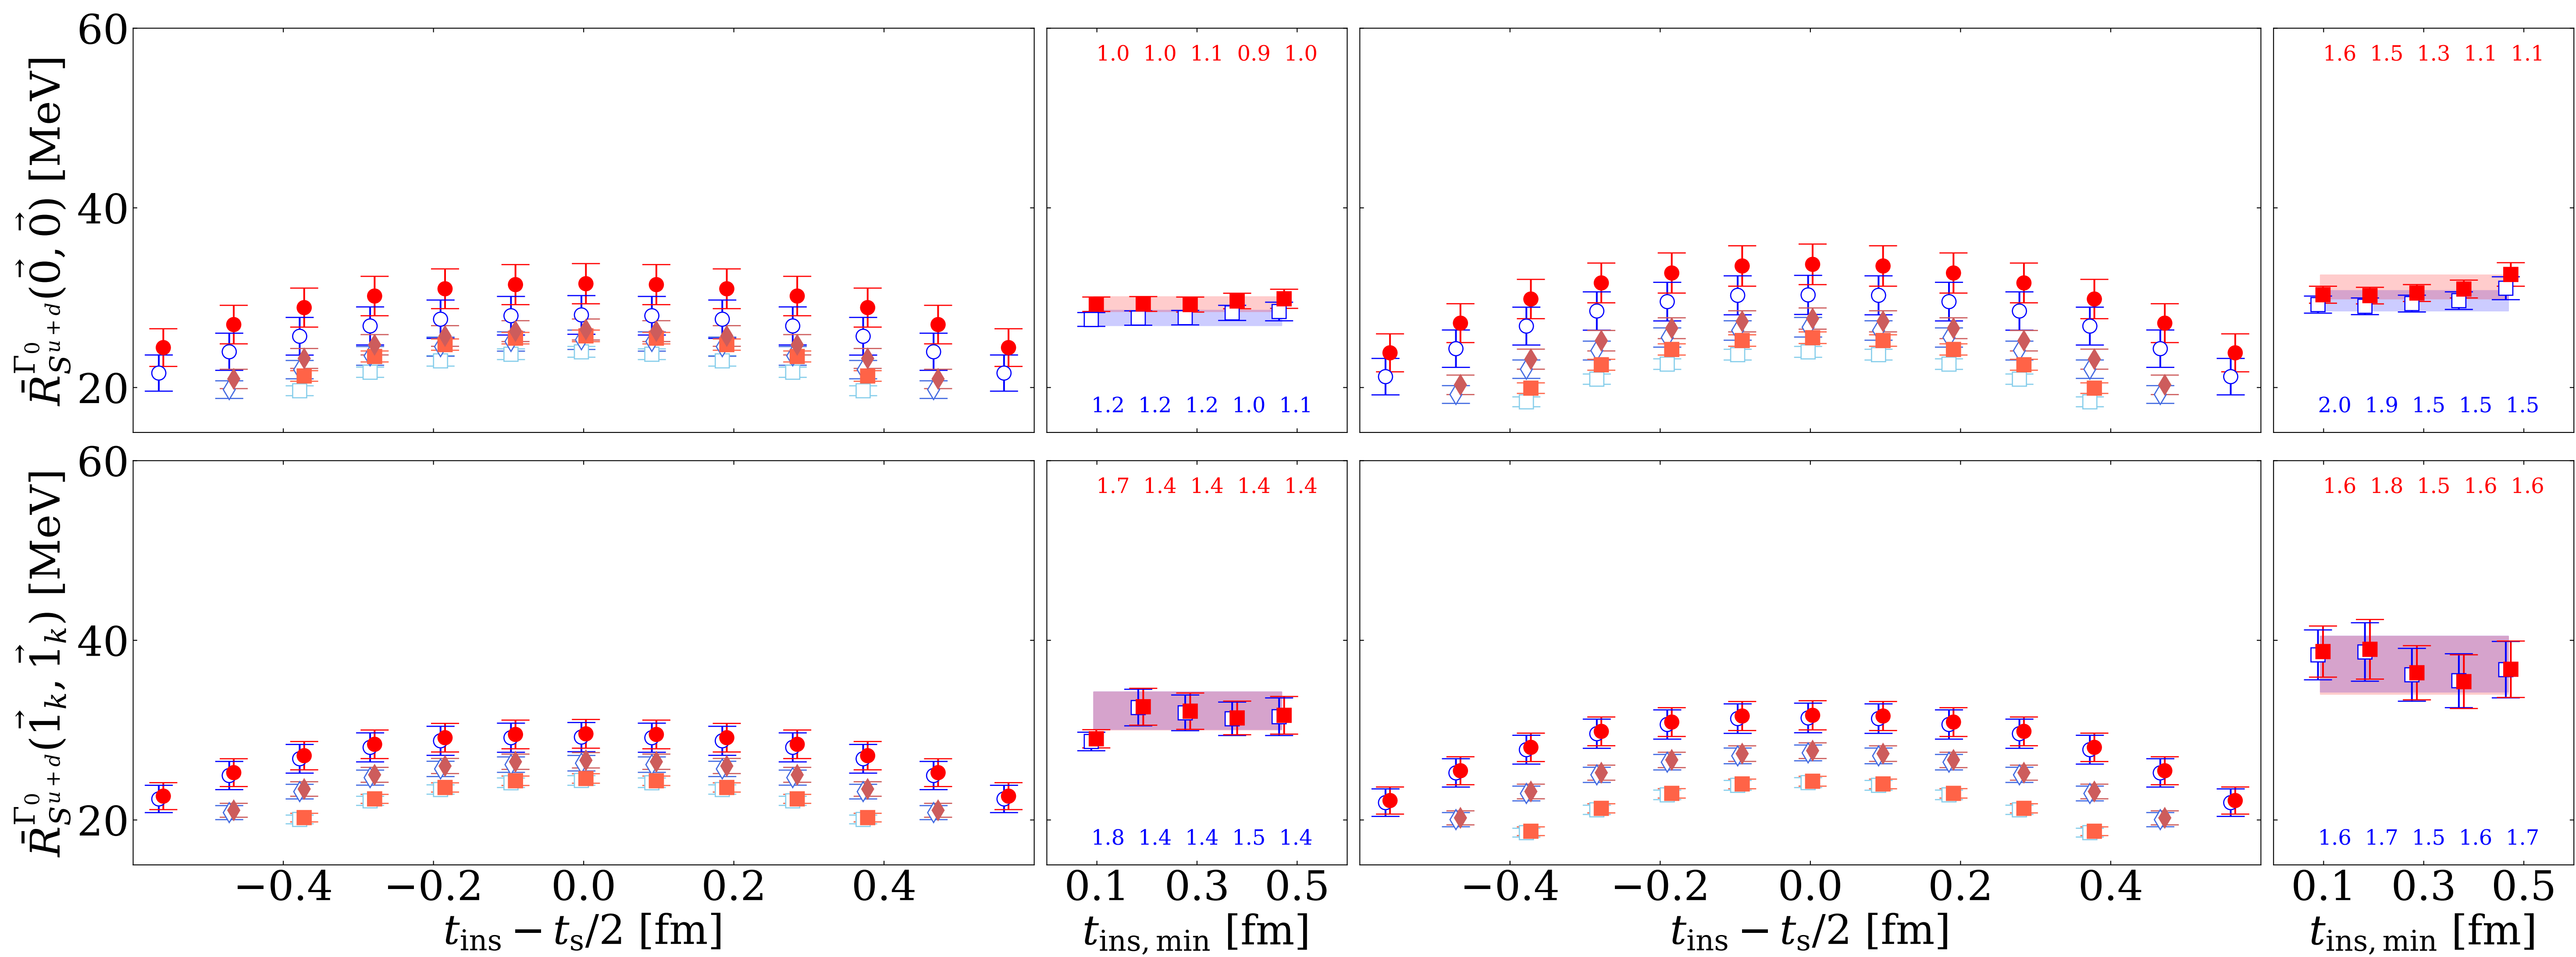 60
40
20
R̄^{Γ_0}_{S^{u+d}}(0⃗, 0⃗) [MeV]
1.0 1.0 1.1 0.9 1.0
1.2 1.2 1.2 1.0 1.1
1.6 1.5 1.3 1.1 1.1
2.0 1.9 1.5 1.5 1.5
60
40
20
R̄^{Γ_0}_{S^{u+d}}(1⃗_k, 1⃗_k) [MeV]
1.7 1.4 1.4 1.4 1.4
1.8 1.4 1.4 1.5 1.4
1.6 1.8 1.5 1.6 1.6
1.6 1.7 1.5 1.6 1.7
−0.4 −0.2 0.0 0.2 0.4
t_ins − t_s/2 [fm]
0.1 0.3 0.5
t_{ins, min} [fm]
−0.4 −0.2 0.0 0.2 0.4
t_ins − t_s/2 [fm]
0.1 0.3 0.5
t_{ins, min} [fm]